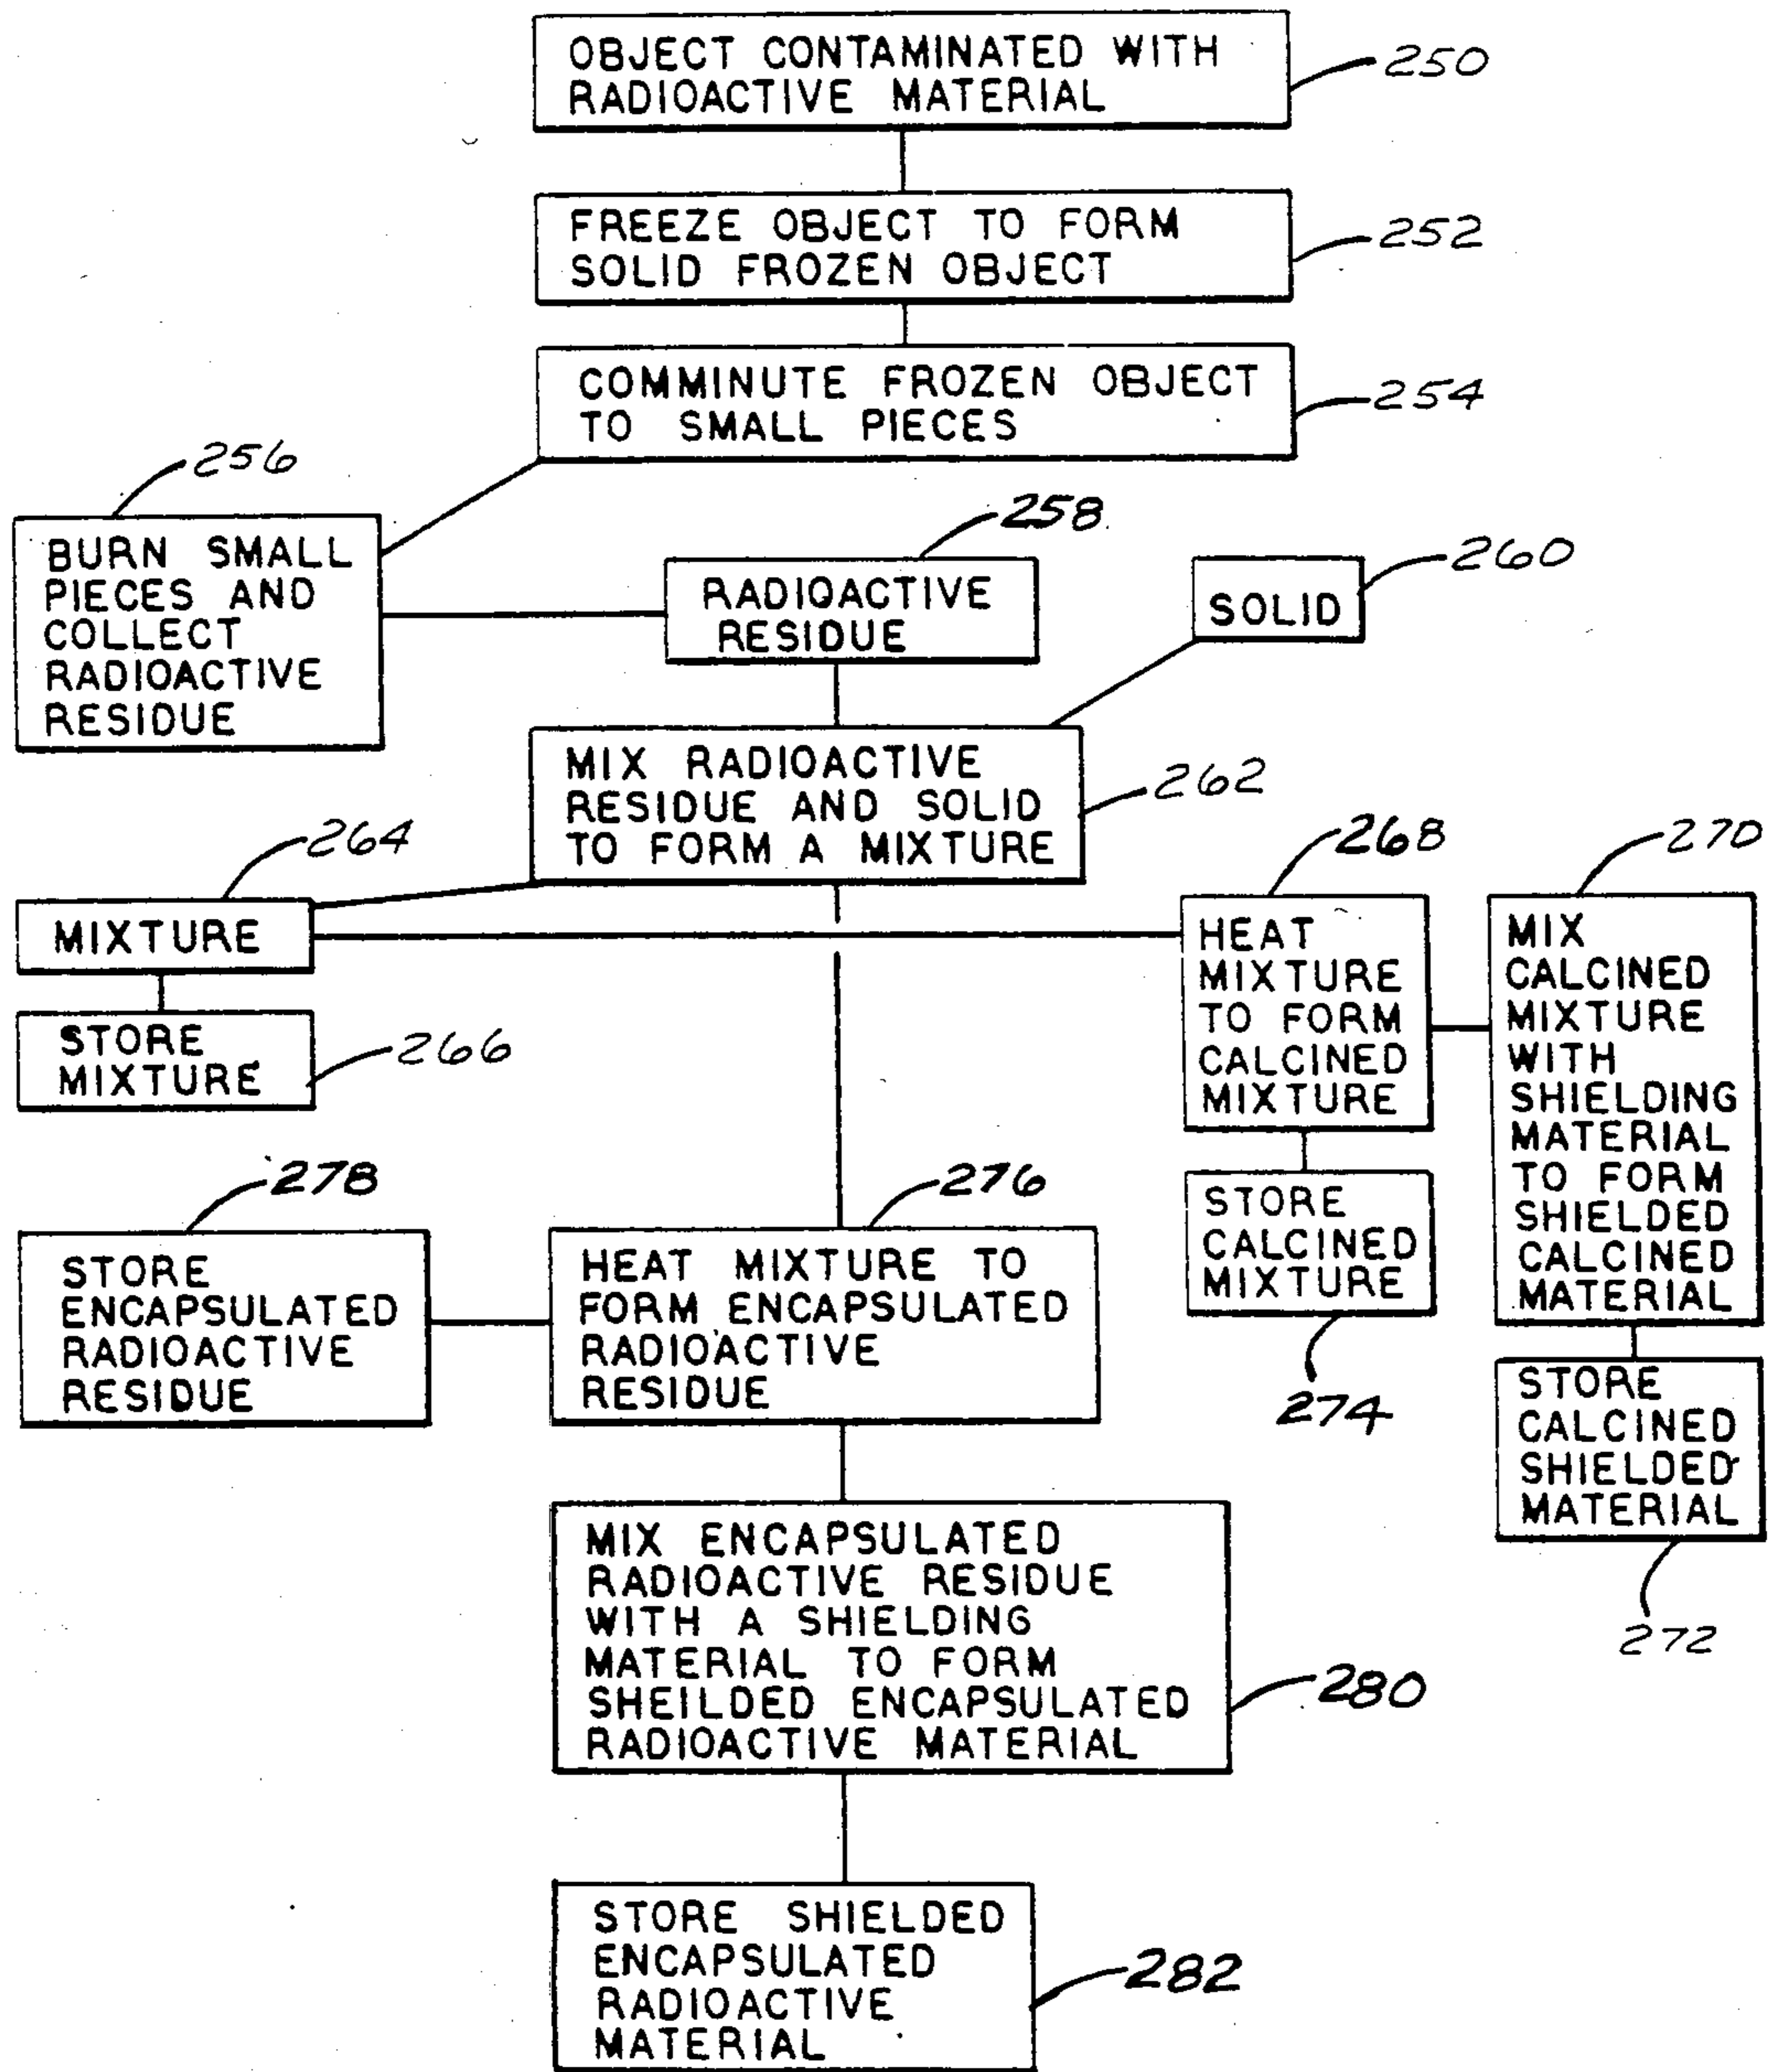 OBJECT CONTAMINATED WITH
RADIOACTIVE MATERIAL
250
FREEZE OBJECT TO FORM
SOLID FROZEN OBJECT
252
COMMINUTE FROZEN OBJECT
TO SMALL PIECES
254
256
BURN SMALL
PIECES AND
COLLECT
RADIOACTIVE
RESIDUE
258
RADIOACTIVE
RESIDUE
260
SOLID
MIX RADIOACTIVE
RESIDUE AND SOLID
TO FORM A MIXTURE
262
264
MIXTURE
STORE
MIXTURE
266
268
HEAT
MIXTURE
TO FORM
CALCINED
MIXTURE
270
MIX
CALCINED
MIXTURE
WITH
SHIELDING
MATERIAL
TO FORM
SHIELDED
CALCINED
MATERIAL
STORE
CALCINED
MIXTURE
274
STORE
CALCINED
SHIELDED
MATERIAL
272
278
STORE
ENCAPSULATED
RADIOACTIVE
RESIDUE
276
HEAT MIXTURE TO
FORM ENCAPSULATED
RADIOACTIVE
RESIDUE
MIX ENCAPSULATED
RADIOACTIVE RESIDUE
WITH A SHIELDING
MATERIAL TO FORM
SHEILDED ENCAPSULATED
RADIOACTIVE MATERIAL
280
STORE SHIELDED
ENCAPSULATED
RADIOACTIVE
MATERIAL
282